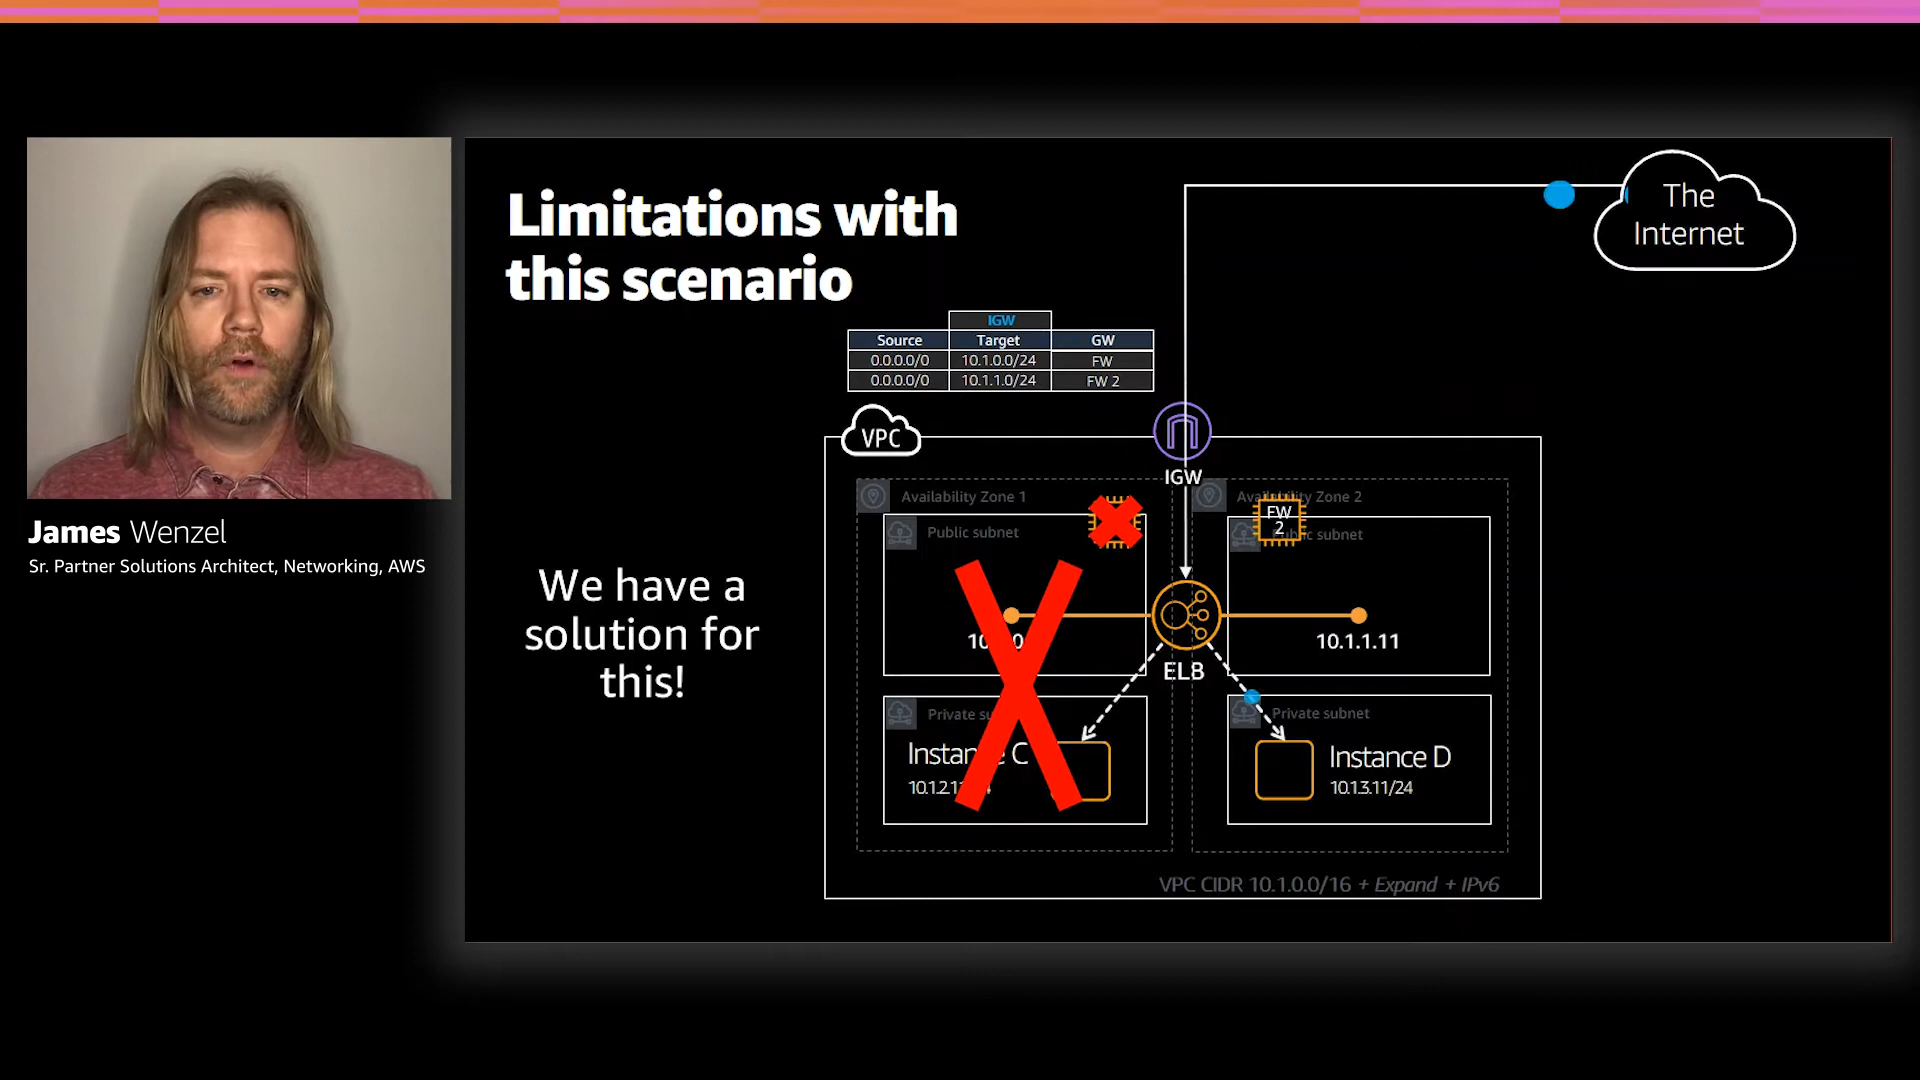 Limitations with
this scenario
The
Internet
IGW
Source Target GW
0.0.0.0/0 10.1.0.0/24 FW
0.0.0.0/0 10.1.1.0/24 FW 2
VPC
IGW
Availability Zone 1
Availability Zone 2
FW
2
Public subnet
subnet
We have a
solution for
this!
10.1.1.11
ELB
Private
Private subnet
Instance D
10.1.3.11/24
VPC CIDR 10.1.0.0/16 + Expand + IPv6
James Wenzel
Sr. Partner Solutions Architect, Networking, AWS